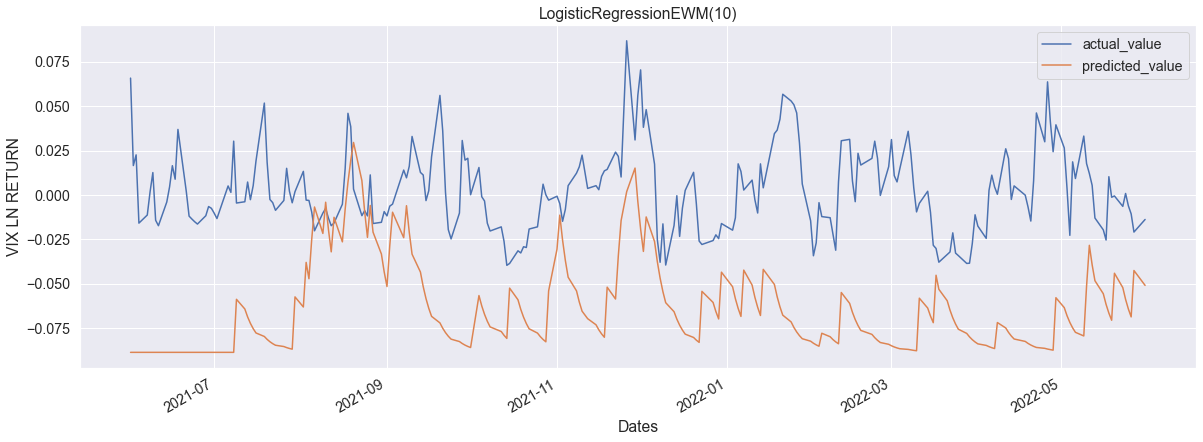 LogisticRegressionEWM(10)
actual_value
predicted_value
VIX LN RETURN
0.075
0.050
0.025
0.000
−0.025
−0.050
−0.075
2021-07
2021-09
2021-11
2022-01
2022-03
2022-05
Dates